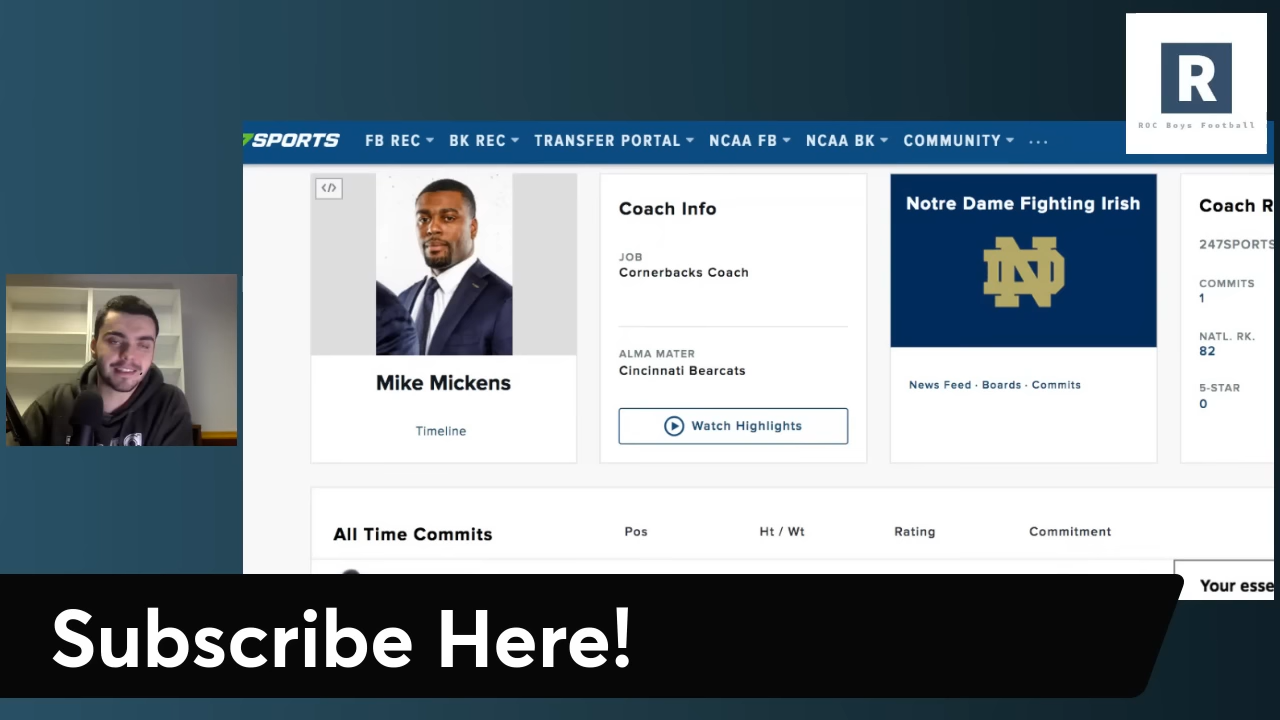 R
ROC Boys Football
SPORTS FB REC BK REC TRANSFER PORTAL NCAA FB NCAA BK COMMUNITY ...
</>
Mike Mickens
Timeline
Coach Info
JOB
Cornerbacks Coach
ALMA MATER
Cincinnati Bearcats
Watch Highlights
Notre Dame Fighting Irish
ND
News Feed · Boards · Commits
Coach R
247SPORTS
COMMITS
1
NATL. RK.
82
5-STAR
0
All Time Commits Pos Ht / Wt Rating Commitment
Your esse
Subscribe Here!